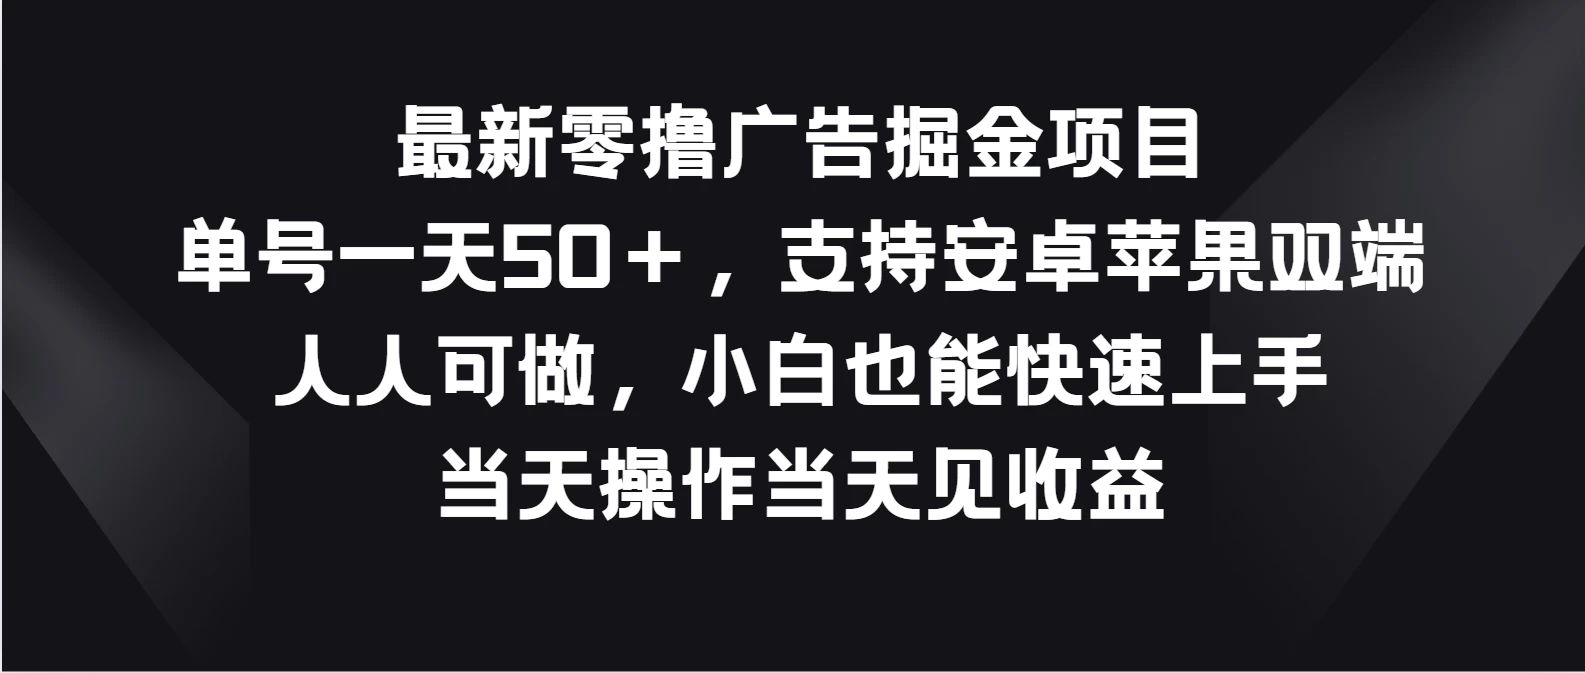 最新零撸广告掘金项目
单号一天50+，支持安卓苹果双端
人人可做，小白也能快速上手
当天操作当天见收益